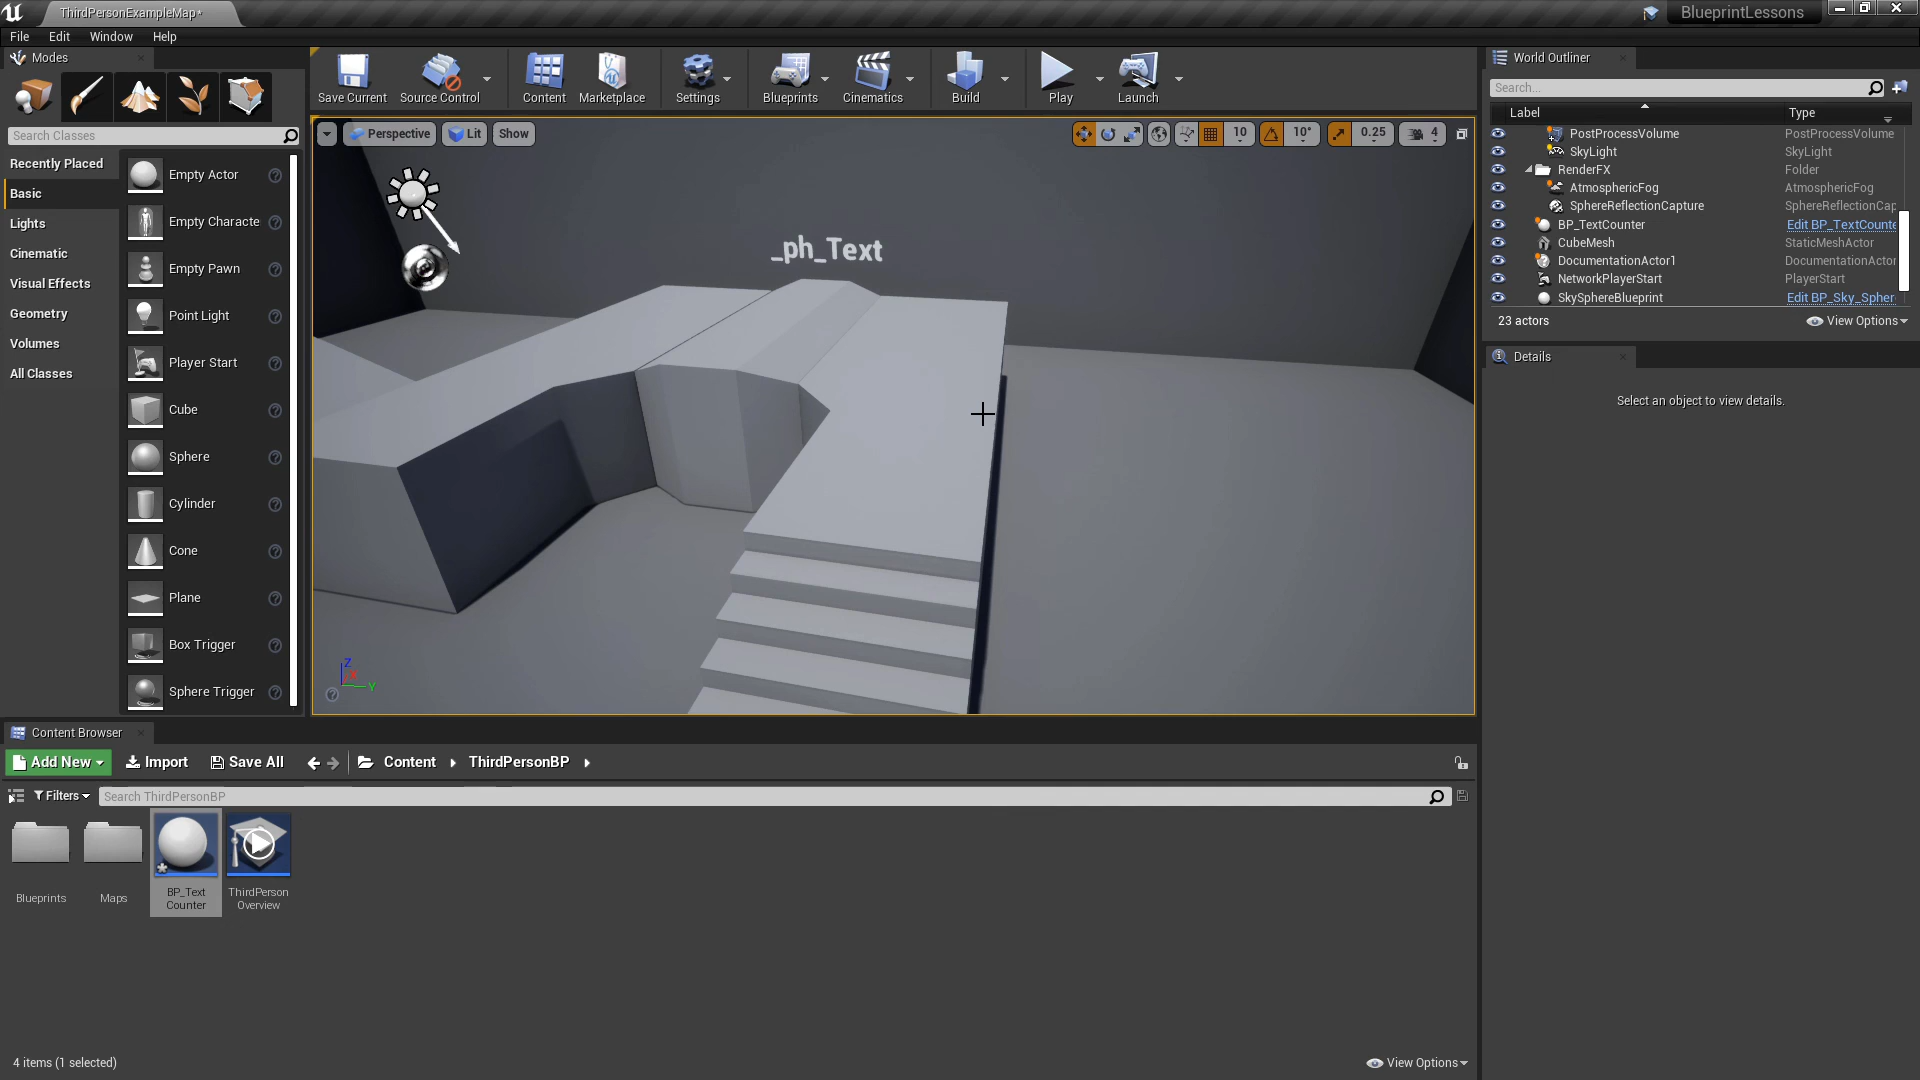 ThirdPersonExampleMap*
BlueprintLessons
File Edit Window Help
Modes
Search Classes
Recently Placed
Basic
Lights
Cinematic
Visual Effects
Geometry
Volumes
All Classes
Empty Actor
Empty Characte
Empty Pawn
Point Light
Player Start
Cube
Sphere
Cylinder
Cone
Plane
Box Trigger
Sphere Trigger
Save Current Source Control Content Marketplace Settings Blueprints Cinematics Build Play Launch
Perspective Lit Show
10 10° 0.25 4
_ph_Text
Z
Y
World Outliner
Search...
Label Type
PostProcessVolume PostProcessVolume
SkyLight SkyLight
RenderFX Folder
AtmosphericFog AtmosphericFog
SphereReflectionCapture SphereReflectionCap
BP_TextCounter Edit BP_TextCounte
CubeMesh StaticMeshActor
DocumentationActor1 DocumentationActor
NetworkPlayerStart PlayerStart
SkySphereBlueprint Edit BP_Sky_Spher
23 actors View Options
Details
Select an object to view details.
Content Browser
Add New Import Save All Content ThirdPersonBP
Filters Search ThirdPersonBP
Blueprints
Maps
BP_Text
Counter
ThirdPerson
Overview
4 items (1 selected) View Options